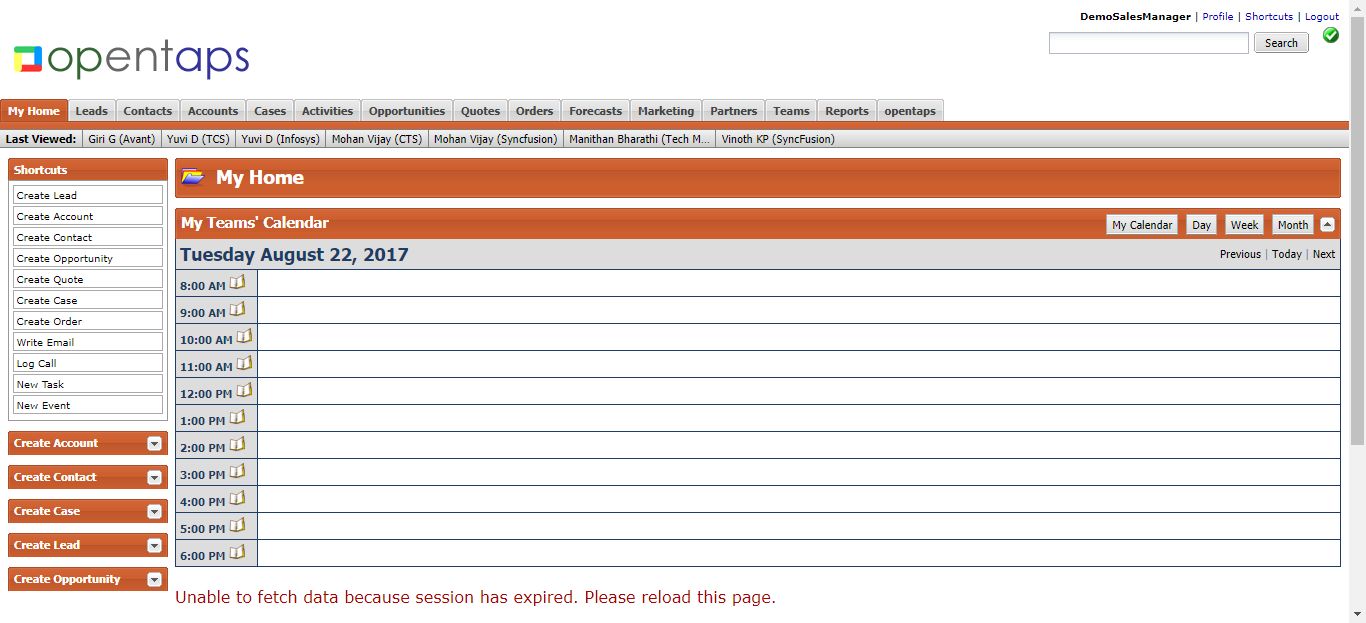 DemoSalesManager | Profile | Shortcuts | Logout
opentaps
Search
My Home Leads Contacts Accounts Cases Activities Opportunities Quotes Orders Forecasts Marketing Partners Teams Reports opentaps
Last Viewed: Giri G (Avant) Yuvi D (TCS) Yuvi D (Infosys) Mohan Vijay (CTS) Mohan Vijay (Syncfusion) Manithan Bharathi (Tech M... Vinoth KP (SyncFusion)
Shortcuts
Create Lead
Create Account
Create Contact
Create Opportunity
Create Quote
Create Case
Create Order
Write Email
Log Call
New Task
New Event
Create Account
Create Contact
Create Case
Create Lead
Create Opportunity
My Home
My Teams' Calendar My Calendar Day Week Month
Tuesday August 22, 2017 Previous | Today | Next
8:00 AM
9:00 AM
10:00 AM
11:00 AM
12:00 PM
1:00 PM
2:00 PM
3:00 PM
4:00 PM
5:00 PM
6:00 PM
Unable to fetch data because session has expired. Please reload this page.